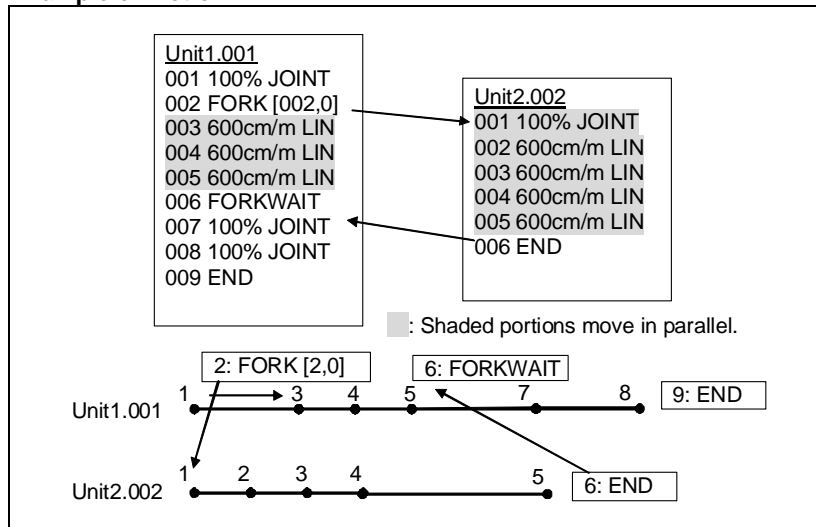 Unit1.001
001 100% JOINT
002 FORK [002,0]
003 600cm/m LIN
004 600cm/m LIN
005 600cm/m LIN
006 FORKWAIT
007 100% JOINT
008 100% JOINT
009 END
Unit2.002
001 100% JOINT
002 600cm/m LIN
003 600cm/m LIN
004 600cm/m LIN
005 600cm/m LIN
006 END
: Shaded portions move in parallel.
2: FORK [2,0] 6: FORKWAIT
1 3 4 5 7 8 9: END
Unit1.001
1 2 3 4 5 6: END
Unit2.002